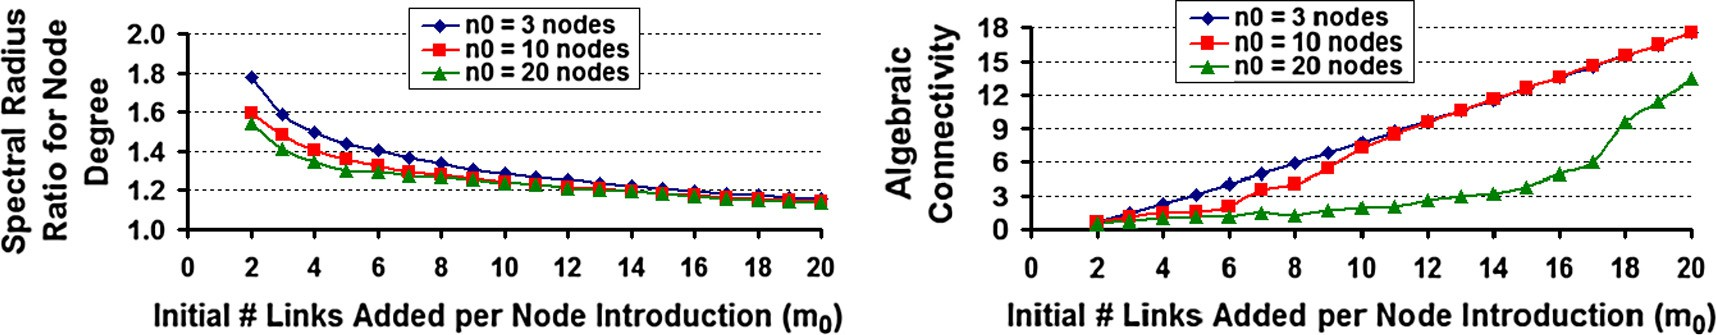 Spectral Radius
Ratio for Node
Degree
2.0
1.8
1.6
1.4
1.2
1.0
n0 = 3 nodes
n0 = 10 nodes
n0 = 20 nodes
0 2 4 6 8 10 12 14 16 18 20
Initial # Links Added per Node Introduction (m0)
Algebraic
Connectivity
18
15
12
9
6
3
0
n0 = 3 nodes
n0 = 10 nodes
n0 = 20 nodes
0 2 4 6 8 10 12 14 16 18 20
Initial # Links Added per Node Introduction (m0)